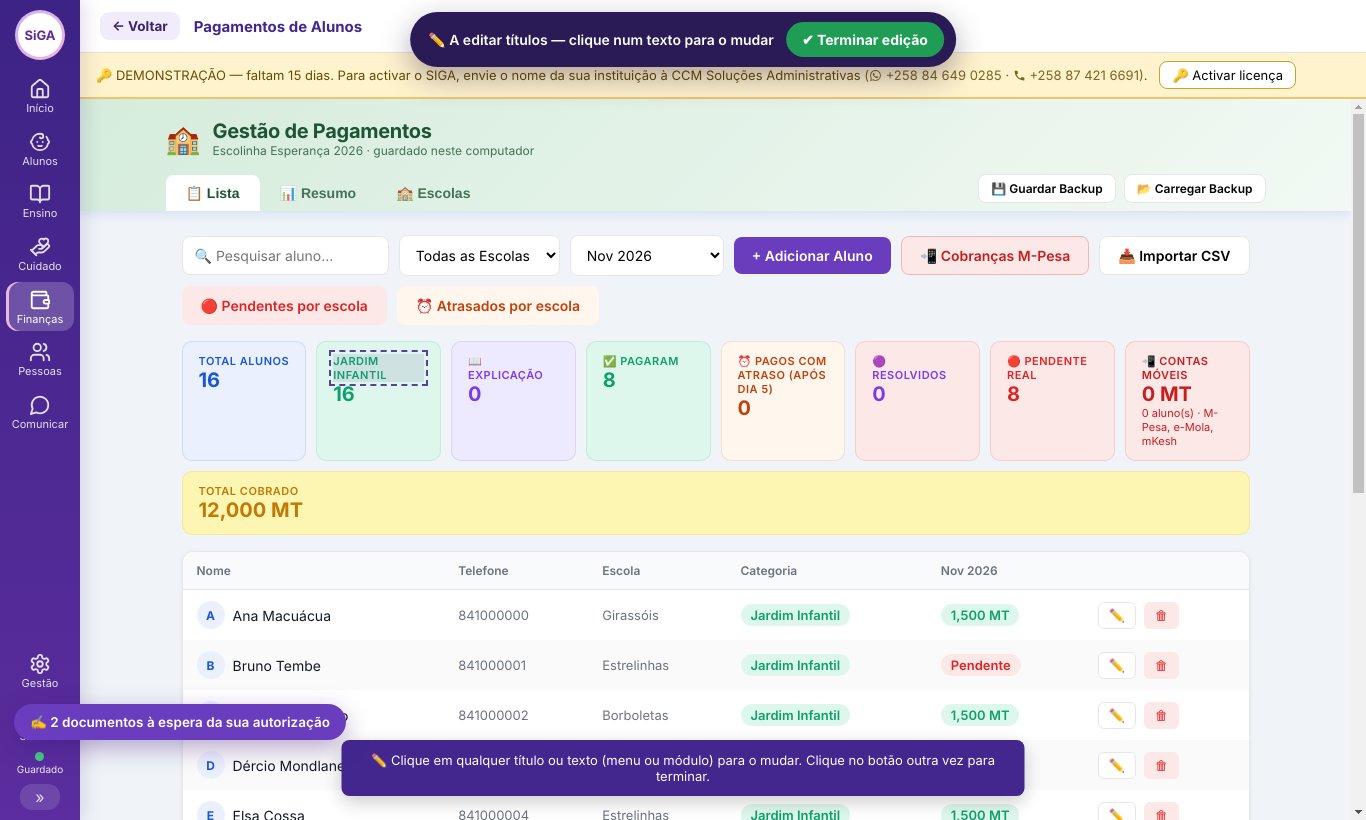 SiGA
← Voltar
Pagamentos de Alunos
✏️ A editar títulos — clique num texto para o mudar
✔ Terminar edição
🔑 DEMONSTRAÇÃO — faltam 15 dias. Para activar o SIGA, envie o nome da sua instituição à CCM Soluções Administrativas (+258 84 649 0285 · 📞 +258 87 421 6691).
🔑 Activar licença
Início
Alunos
Ensino
Cuidado
Finanças
Pessoas
Comunicar
🏫 Gestão de Pagamentos
Escolinha Esperança 2026 · guardado neste computador
📋 Lista
📊 Resumo
🏫 Escolas
💾 Guardar Backup
📂 Carregar Backup
🔍 Pesquisar aluno...
Todas as Escolas
Nov 2026
+ Adicionar Aluno
📲 Cobranças M-Pesa
📥 Importar CSV
🔴 Pendentes por escola
⏰ Atrasados por escola
TOTAL ALUNOS
16
JARDIM
INFANTIL
16
📖
EXPLICAÇÃO
0
✅ PAGARAM
8
⏰ PAGOS COM
ATRASO (APÓS
DIA 5)
0
🟣
RESOLVIDOS
0
🔴 PENDENTE
REAL
8
📲 CONTAS
MÓVEIS
0 MT
0 aluno(s) · M-
Pesa, e-Mola,
mKesh
TOTAL COBRADO
12,000 MT
Nome Telefone Escola Categoria Nov 2026
A Ana Macuácua 841000000 Girassóis Jardim Infantil 1,500 MT ✏️ 🗑
B Bruno Tembe 841000001 Estrelinhas Jardim Infantil Pendente ✏️ 🗑
841000002 Borboletas Jardim Infantil 1,500 MT ✏️ 🗑
D Dércio Mondlane ✏️ 🗑
E Elsa Cossa 841000004 Estrelinhas Jardim Infantil 1,500 MT
Gestão
✍️ 2 documentos à espera da sua autorização
Guardado
»
✏️ Clique em qualquer título ou texto (menu ou módulo) para o mudar. Clique no botão outra vez para
terminar.